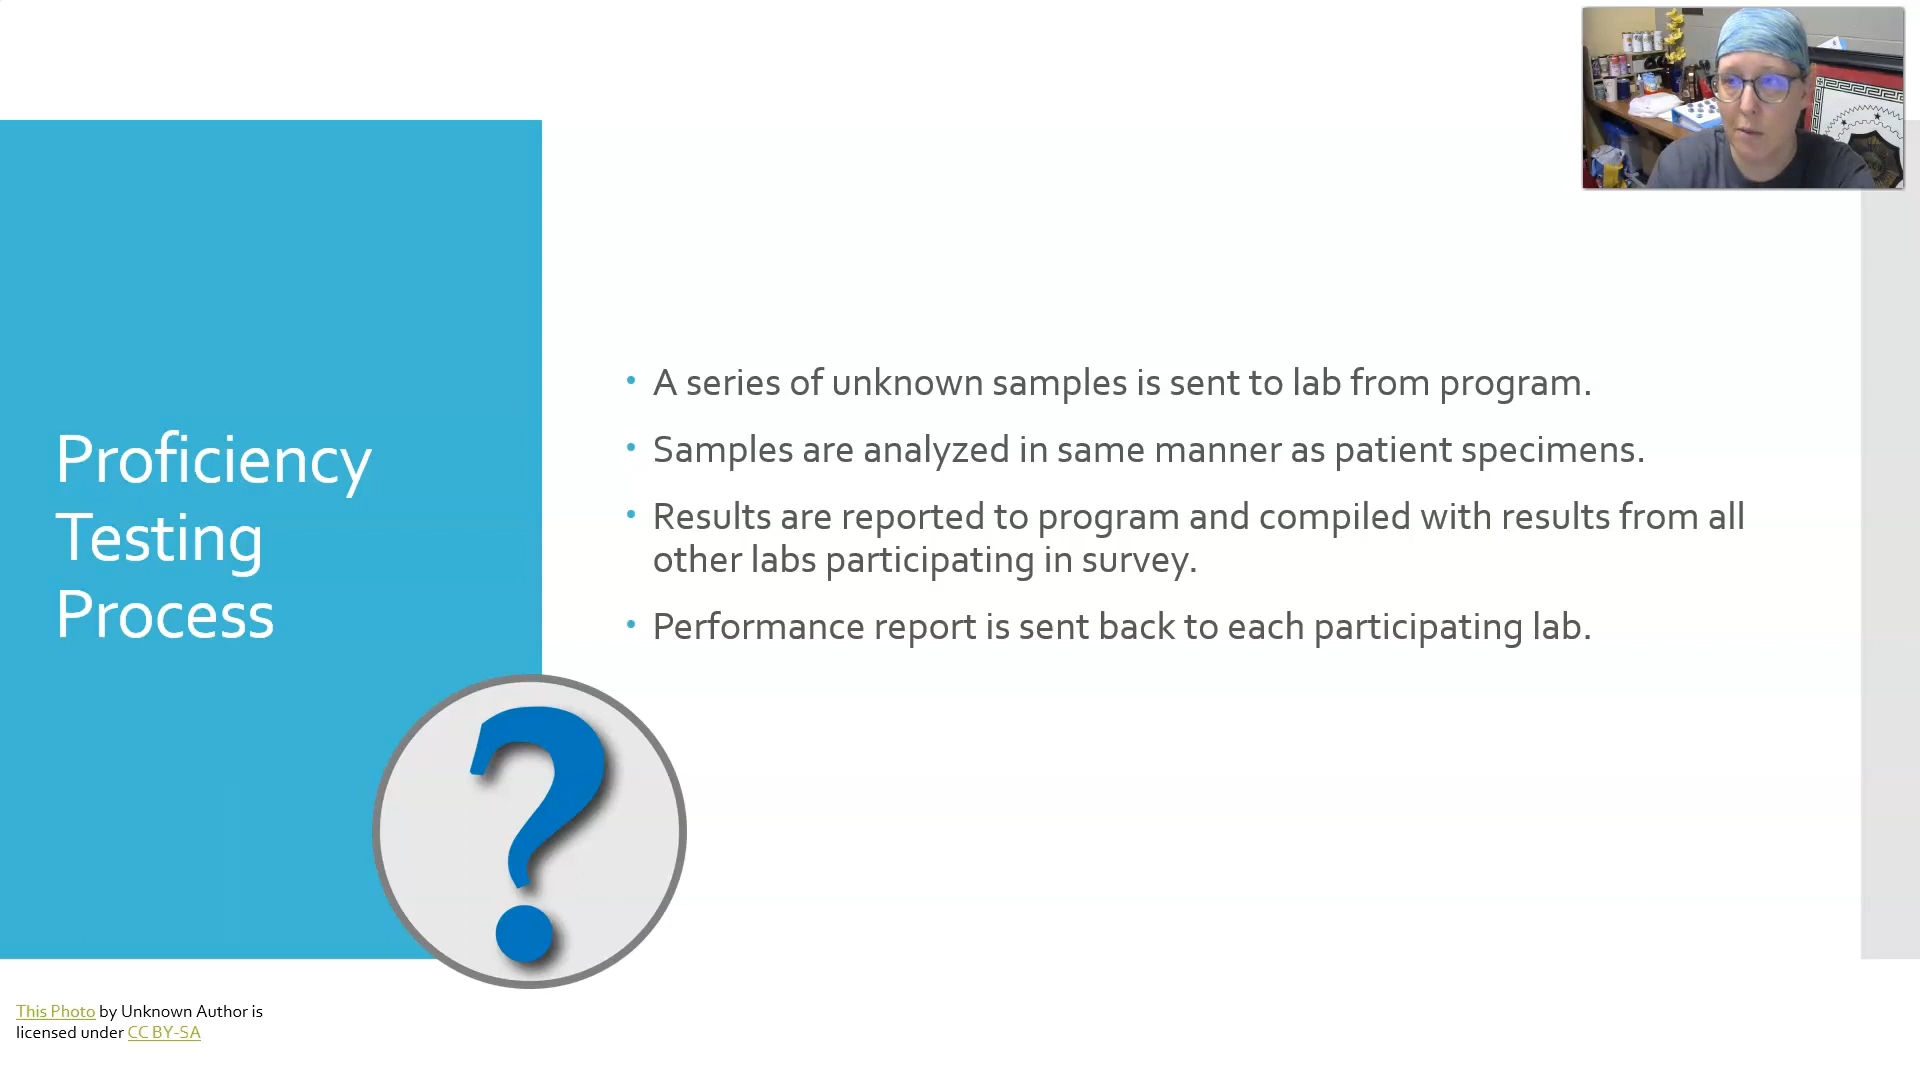 Proficiency
Testing
Process
• A series of unknown samples is sent to lab from program.
• Samples are analyzed in same manner as patient specimens.
• Results are reported to program and compiled with results from all
other labs participating in survey.
• Performance report is sent back to each participating lab.
?
This Photo by Unknown Author is
licensed under CC BY-SA